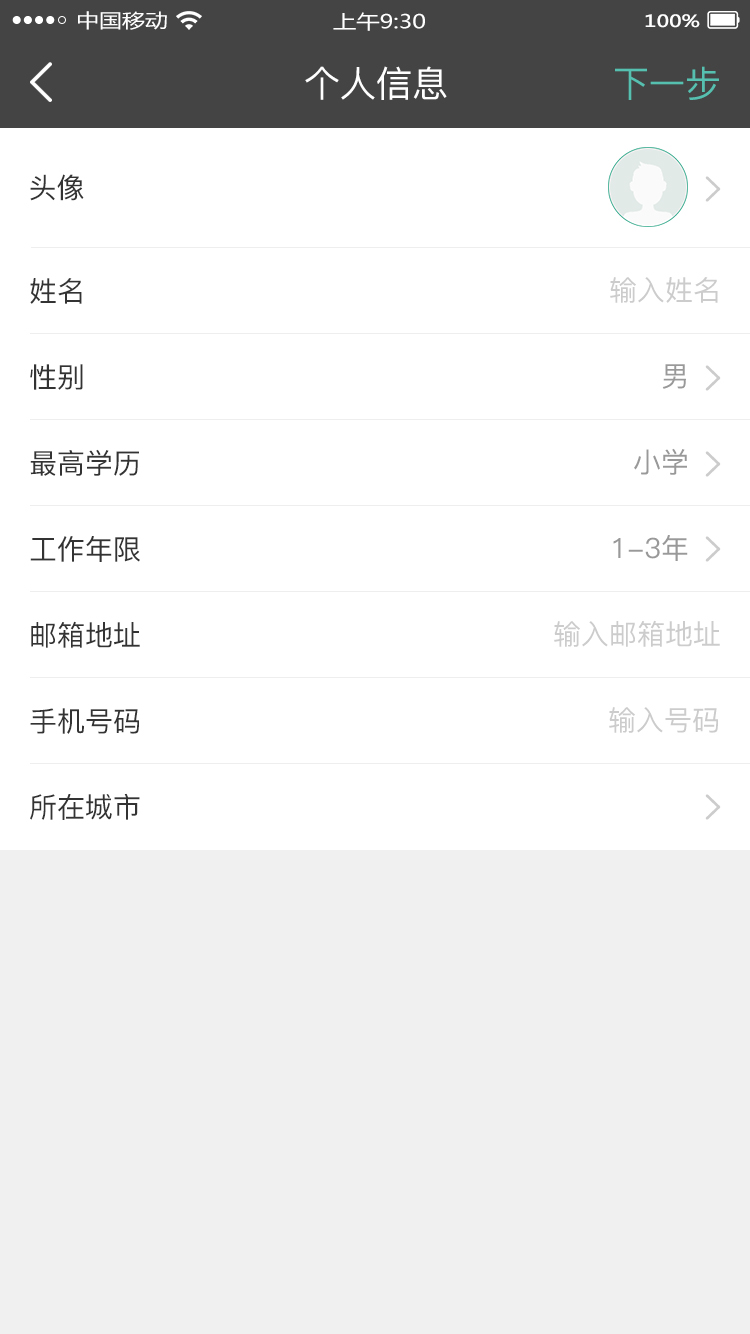 中国移动 上午9:30 100%
个人信息 下一步
头像
姓名 输入姓名
性别 男
最高学历 小学
工作年限 1–3年
邮箱地址 输入邮箱地址
手机号码 输入号码
所在城市